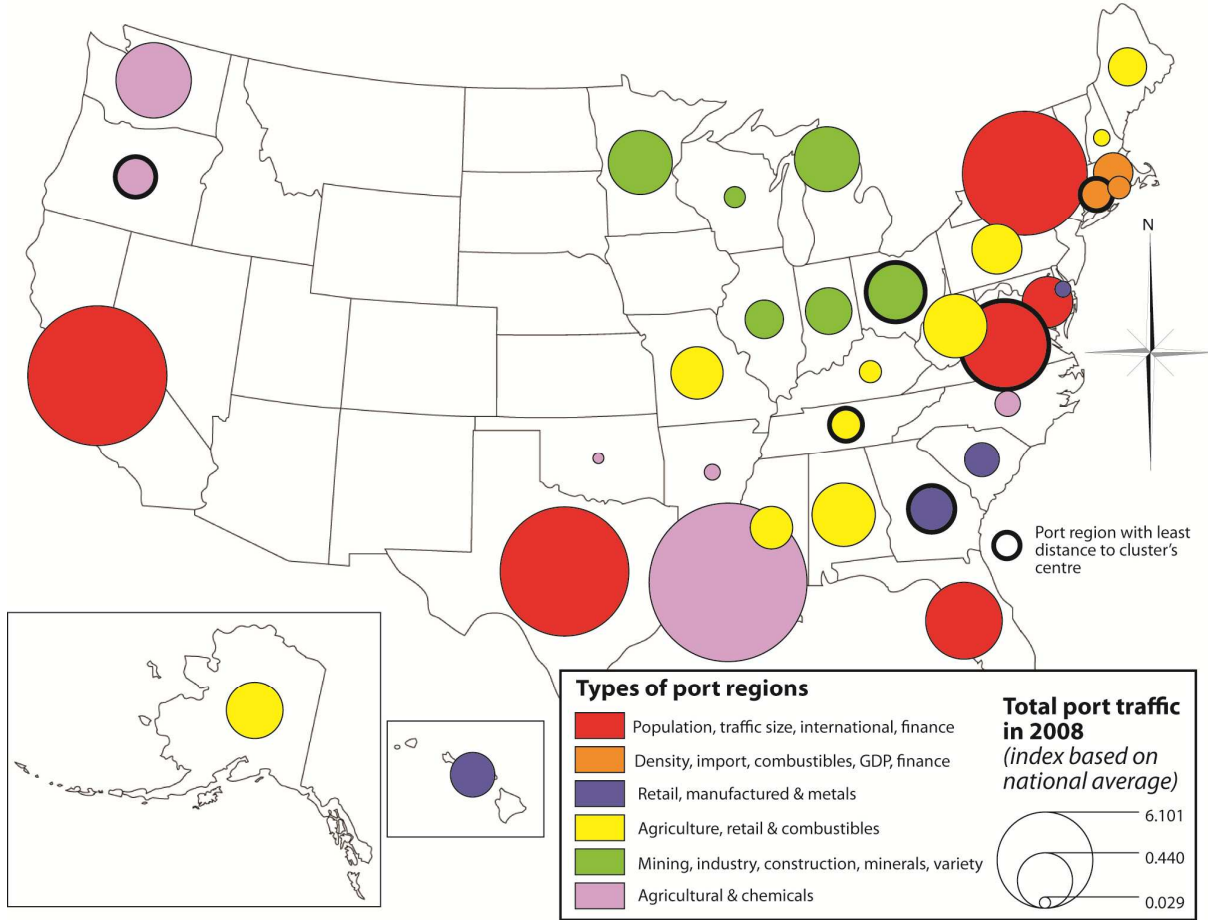 N
Port region with least
distance to cluster's
centre
Types of port regions
Population, traffic size, international, finance
Density, import, combustibles, GDP, finance
Retail, manufactured & metals
Agriculture, retail & combustibles
Mining, industry, construction, minerals, variety
Agricultural & chemicals
Total port traffic
in 2008
(index based on
national average)
6.101
0.440
0.029